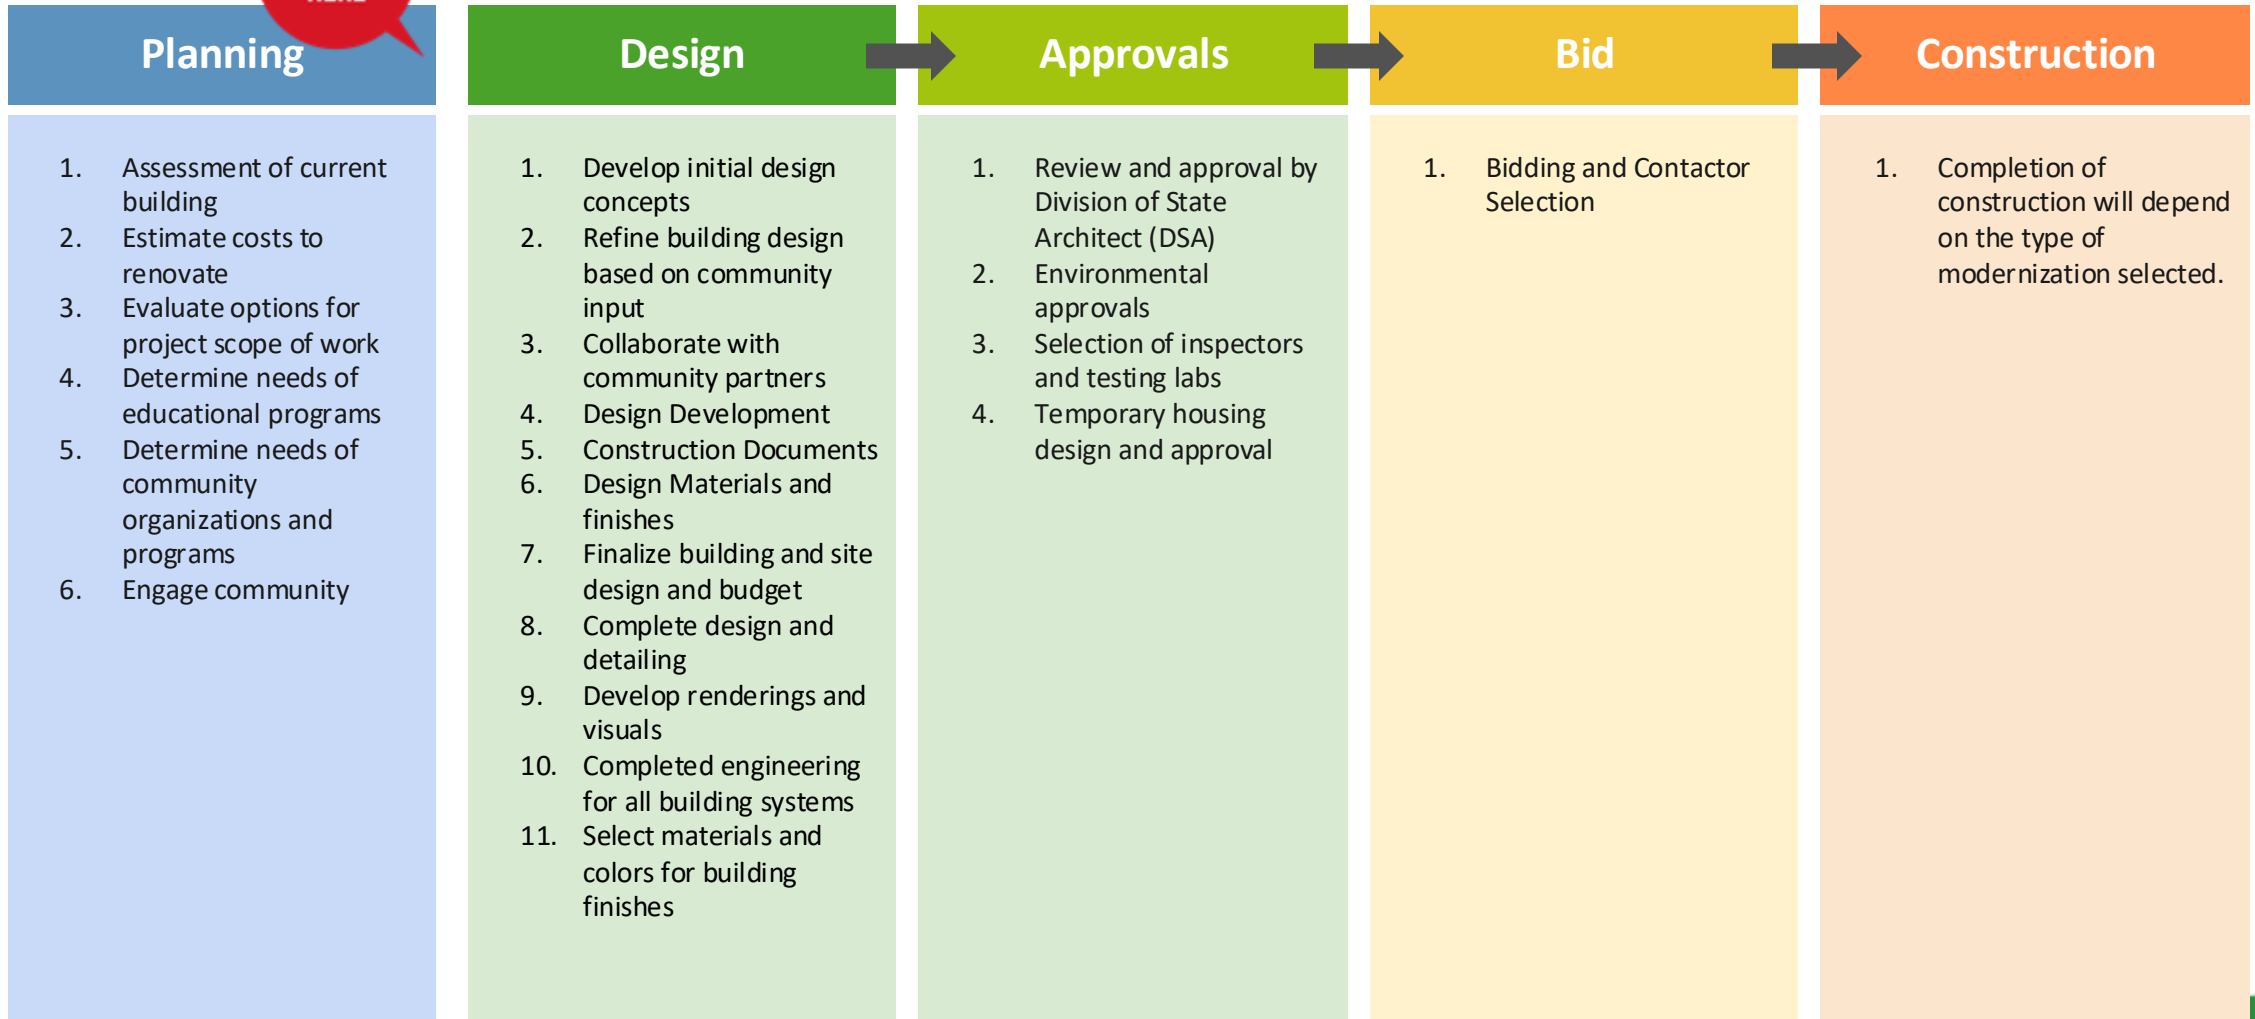 HERE
Planning
Design
Approvals
Bid
Construction
1. Assessment of current
building
2. Estimate costs to
renovate
3. Evaluate options for
project scope of work
4. Determine needs of
educational programs
5. Determine needs of
community
organizations and
programs
6. Engage community
1. Develop initial design
concepts
2. Refine building design
based on community
input
3. Collaborate with
community partners
4. Design Development
5. Construction Documents
6. Design Materials and
finishes
7. Finalize building and site
design and budget
8. Complete design and
detailing
9. Develop renderings and
visuals
10. Completed engineering
for all building systems
11. Select materials and
colors for building
finishes
1. Review and approval by
Division of State
Architect (DSA)
2. Environmental
approvals
3. Selection of inspectors
and testing labs
4. Temporary housing
design and approval
1. Bidding and Contactor
Selection
1. Completion of
construction will depend
on the type of
modernization selected.